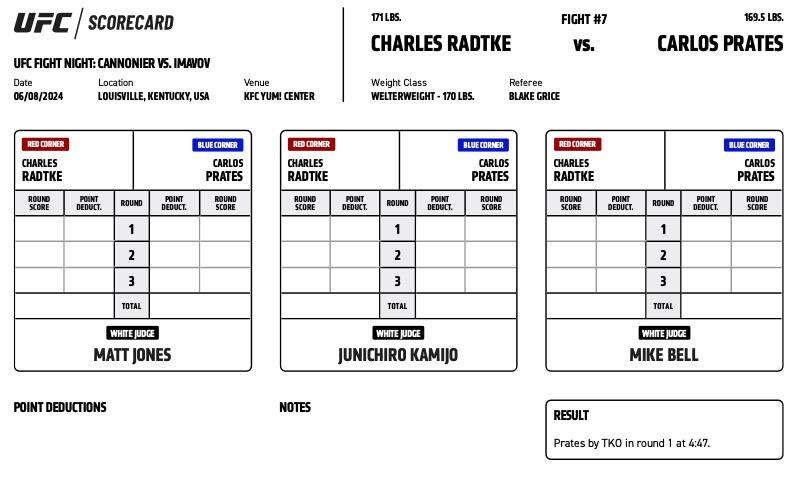 UFC / SCORECARD
UFC FIGHT NIGHT: CANNONIER VS. IMAVOV
Date Location Venue
06/08/2024 LOUISVILLE, KENTUCKY, USA KFC YUM! CENTER
171 LBS. FIGHT #7 169.5 LBS.
CHARLES RADTKE VS. CARLOS PRATES
Weight Class Referee
WELTERWEIGHT - 170 LBS. BLAKE GRICE
RED CORNER BLUE CORNER
CHARLES CARLOS
RADTKE PRATES
ROUND SCORE POINT DEDUCT. ROUND POINT DEDUCT. ROUND SCORE
1
2
3
TOTAL
WHITE JUDGE
MATT JONES
RED CORNER BLUE CORNER
CHARLES CARLOS
RADTKE PRATES
ROUND SCORE POINT DEDUCT. ROUND POINT DEDUCT. ROUND SCORE
1
2
3
TOTAL
WHITE JUDGE
JUNICHIRO KAMIJO
RED CORNER BLUE CORNER
CHARLES CARLOS
RADTKE PRATES
ROUND SCORE POINT DEDUCT. ROUND POINT DEDUCT. ROUND SCORE
1
2
3
TOTAL
WHITE JUDGE
MIKE BELL
POINT DEDUCTIONS
NOTES
RESULT
Prates by TKO in round 1 at 4:47.